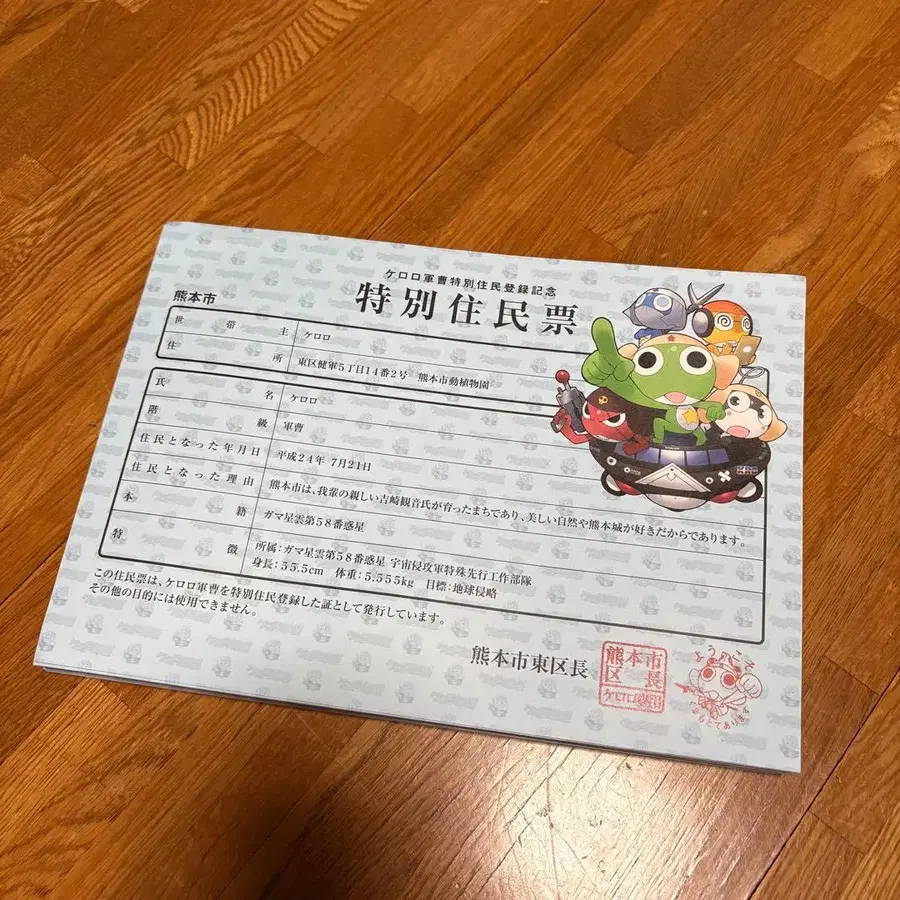 ケロロ軍曹特別住民登録記念
特別住民票
熊本市
世帯主 ケロロ
住所 東区健軍5丁目14番2号 熊本市動植物園
氏名 ケロロ
階級 軍曹
住民となった年月日 平成24年 7月21日
住民となった理由 熊本市は、我輩の親しい吉崎観音氏が育ったまちであり、美しい自然や熊本城が好きだからであります。
本籍 ガマ星雲第58番惑星
特徴 所属:ガマ星雲第58番惑星 宇宙侵攻軍特殊先行工作部隊
身長:55.5cm 体重:5.555kg 目標:地球侵略
この住民票は、ケロロ軍曹を特別住民登録した証として発行しています。
その他の目的には使用できません。
熊本市東区長
熊本市
区長
ケロロ
ようこそ
KRR